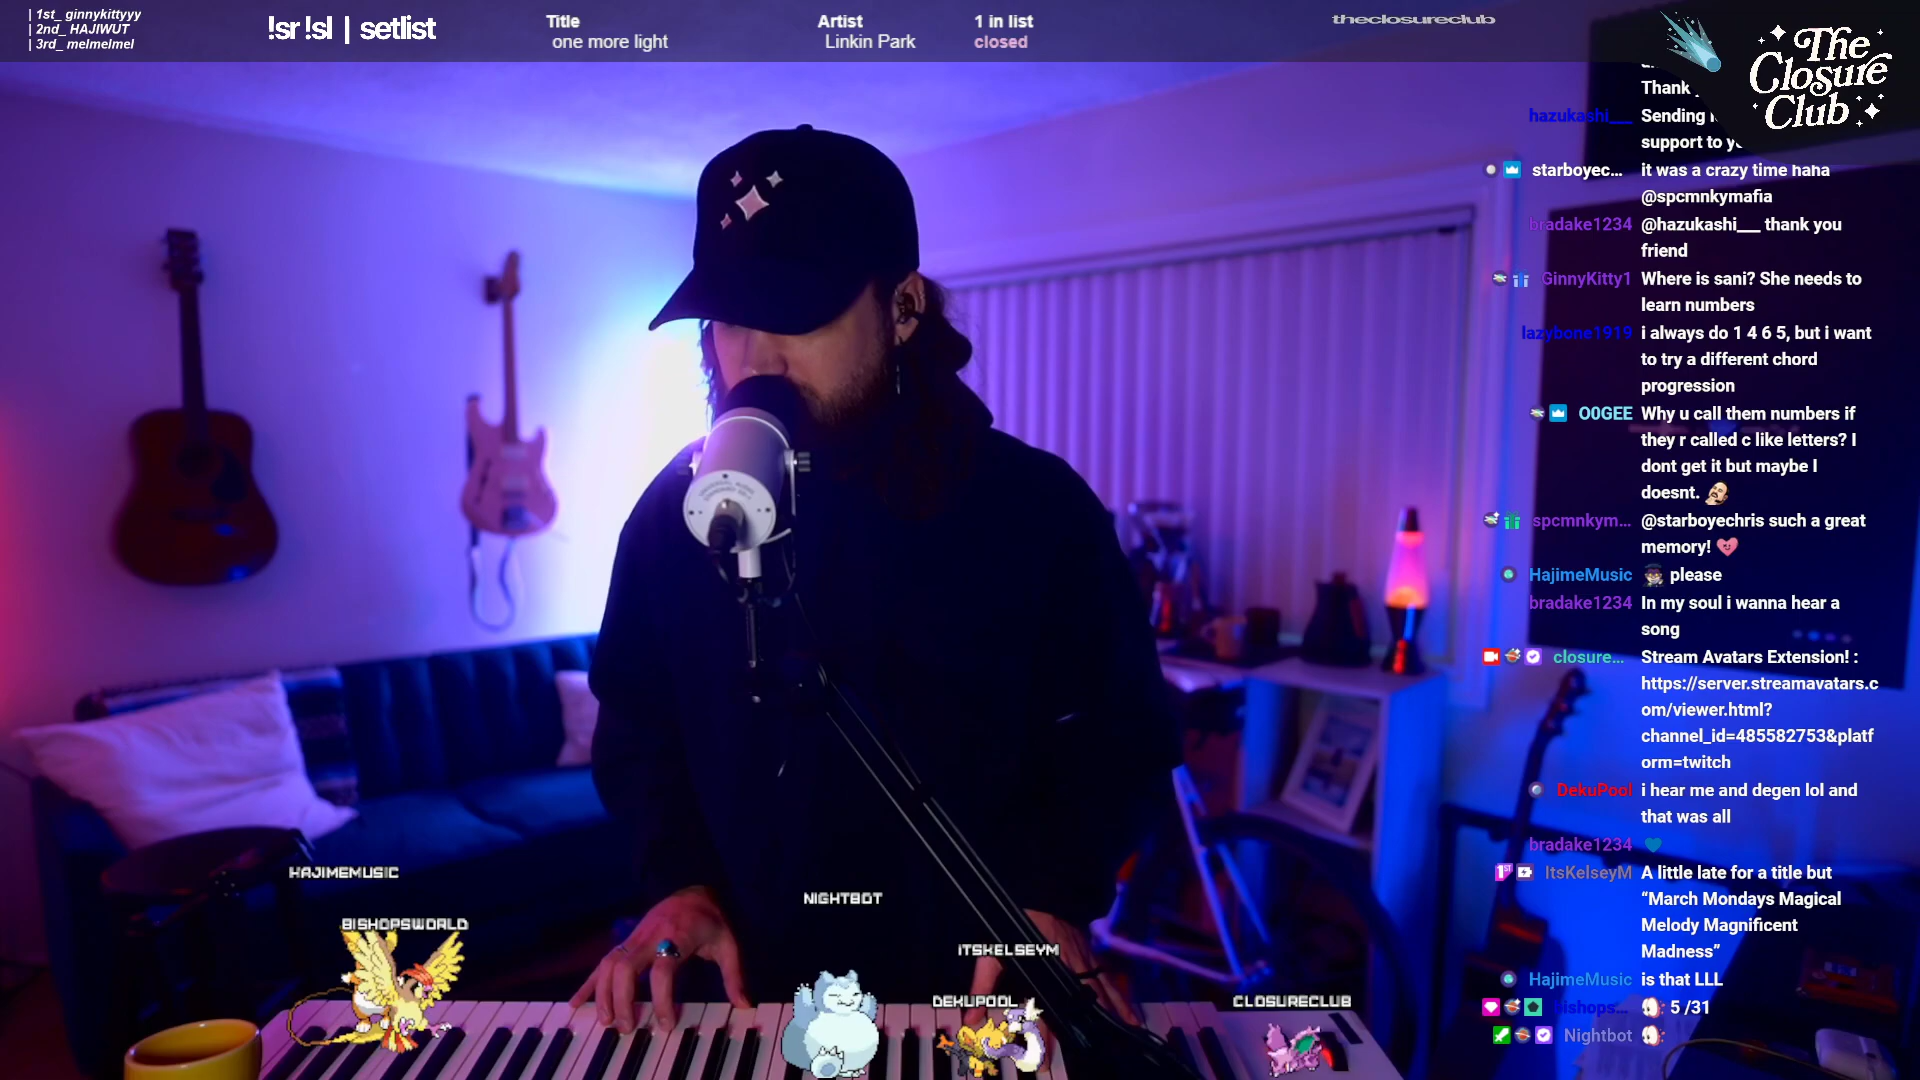 | 1st_ ginnykittyyy
| 2nd_ HAJIWUT
| 3rd_ melmelmel
!sr !sl | setlist
Title
one more light
Artist
Linkin Park
1 in list
closed
theclosureclub
The
Closure
Club
Thank
hazukashi___ Sending
support to
starboyec... it was a crazy time haha
@spcmnkymafia
bradake1234 @hazukashi___ thank you
friend
GinnyKitty1 Where is sani? She needs to
learn numbers
lazybone1919 i always do 1 4 6 5, but i want
to try a different chord
progression
O0GEE Why u call them numbers if
they r called c like letters? I
dont get it but maybe I
doesnt.
spcmnkym... @starboyechris such a great
memory!
HajimeMusic please
bradake1234 In my soul i wanna hear a
song
closure... Stream Avatars Extension! :
https://server.streamavatars.c
om/viewer.html?
channel_id=485582753&platf
orm=twitch
DekuPool i hear me and degen lol and
that was all
bradake1234
ItsKelseyM A little late for a title but
“March Mondays Magical
Melody Magnificent
Madness”
HajimeMusic is that LLL
bishops... 5 /31
Nightbot
HAJIMEMUSIC
BISHOPSWORLD
NIGHTBOT
ITSKELSEYM
DEKUPOOL
CLOSURECLUB